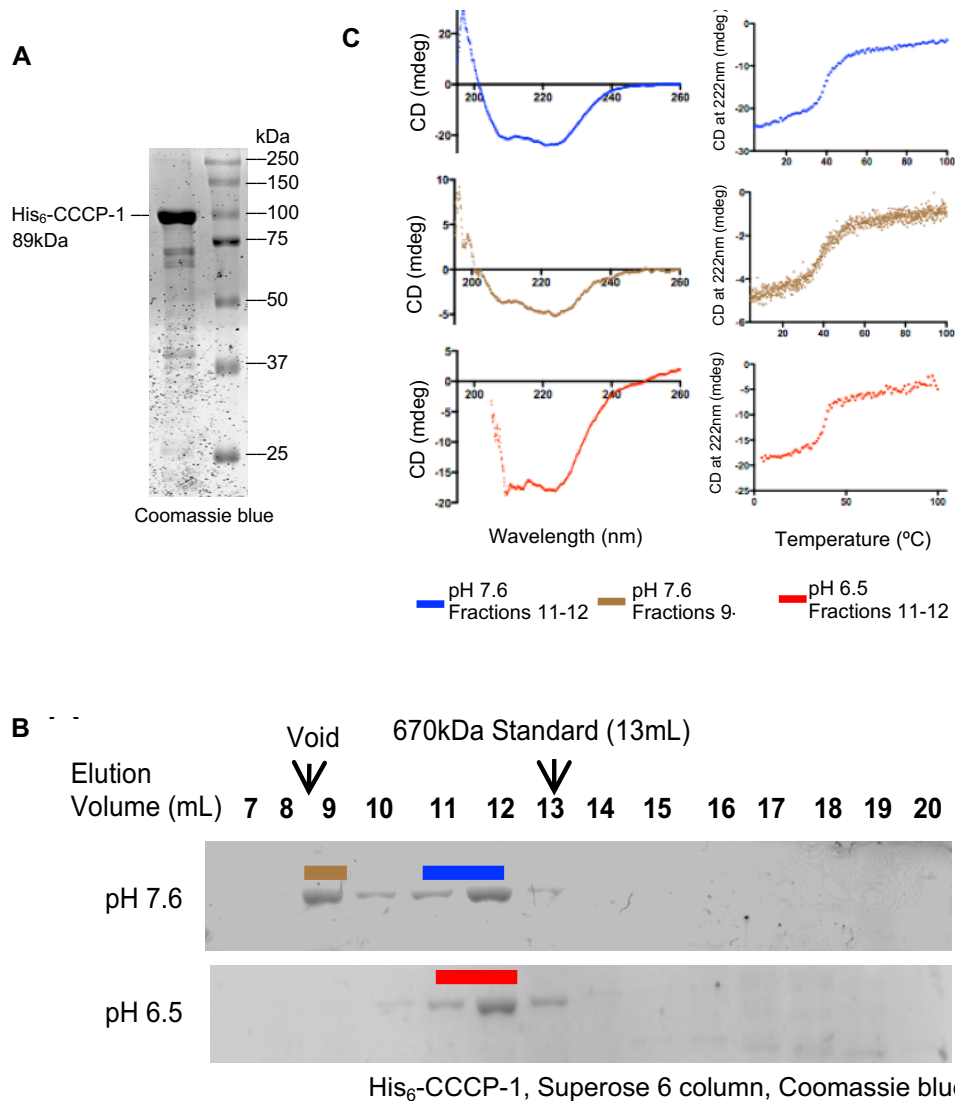 A
kDa
250
150
His6-CCCP-1
100
89kDa
75
50
37
25
Coomassie blue
C
CD (mdeg)
20
0
-20
200 220 240 260
CD at 222nm (mdeg)
0
-10
-20
-30
20 40 60 80 100
CD (mdeg)
10
5
0
-5
200 220 240 260
CD at 222nm (mdeg)
0
-2
-4
-6
20 40 60 80 100
CD (mdeg)
5
0
-5
-10
-15
-20
200 220 240 260
CD at 222nm (mdeg)
0
-5
-10
-15
-20
-25
0 50 100
Wavelength (nm)
Temperature (ºC)
pH 7.6
Fractions 11-12
pH 7.6
Fractions 9-
pH 6.5
Fractions 11-12
B
Void
670kDa Standard (13mL)
Elution
Volume (mL) 7 8 9 10 11 12 13 14 15 16 17 18 19 20
pH 7.6
pH 6.5
His6-CCCP-1, Superose 6 column, Coomassie blue